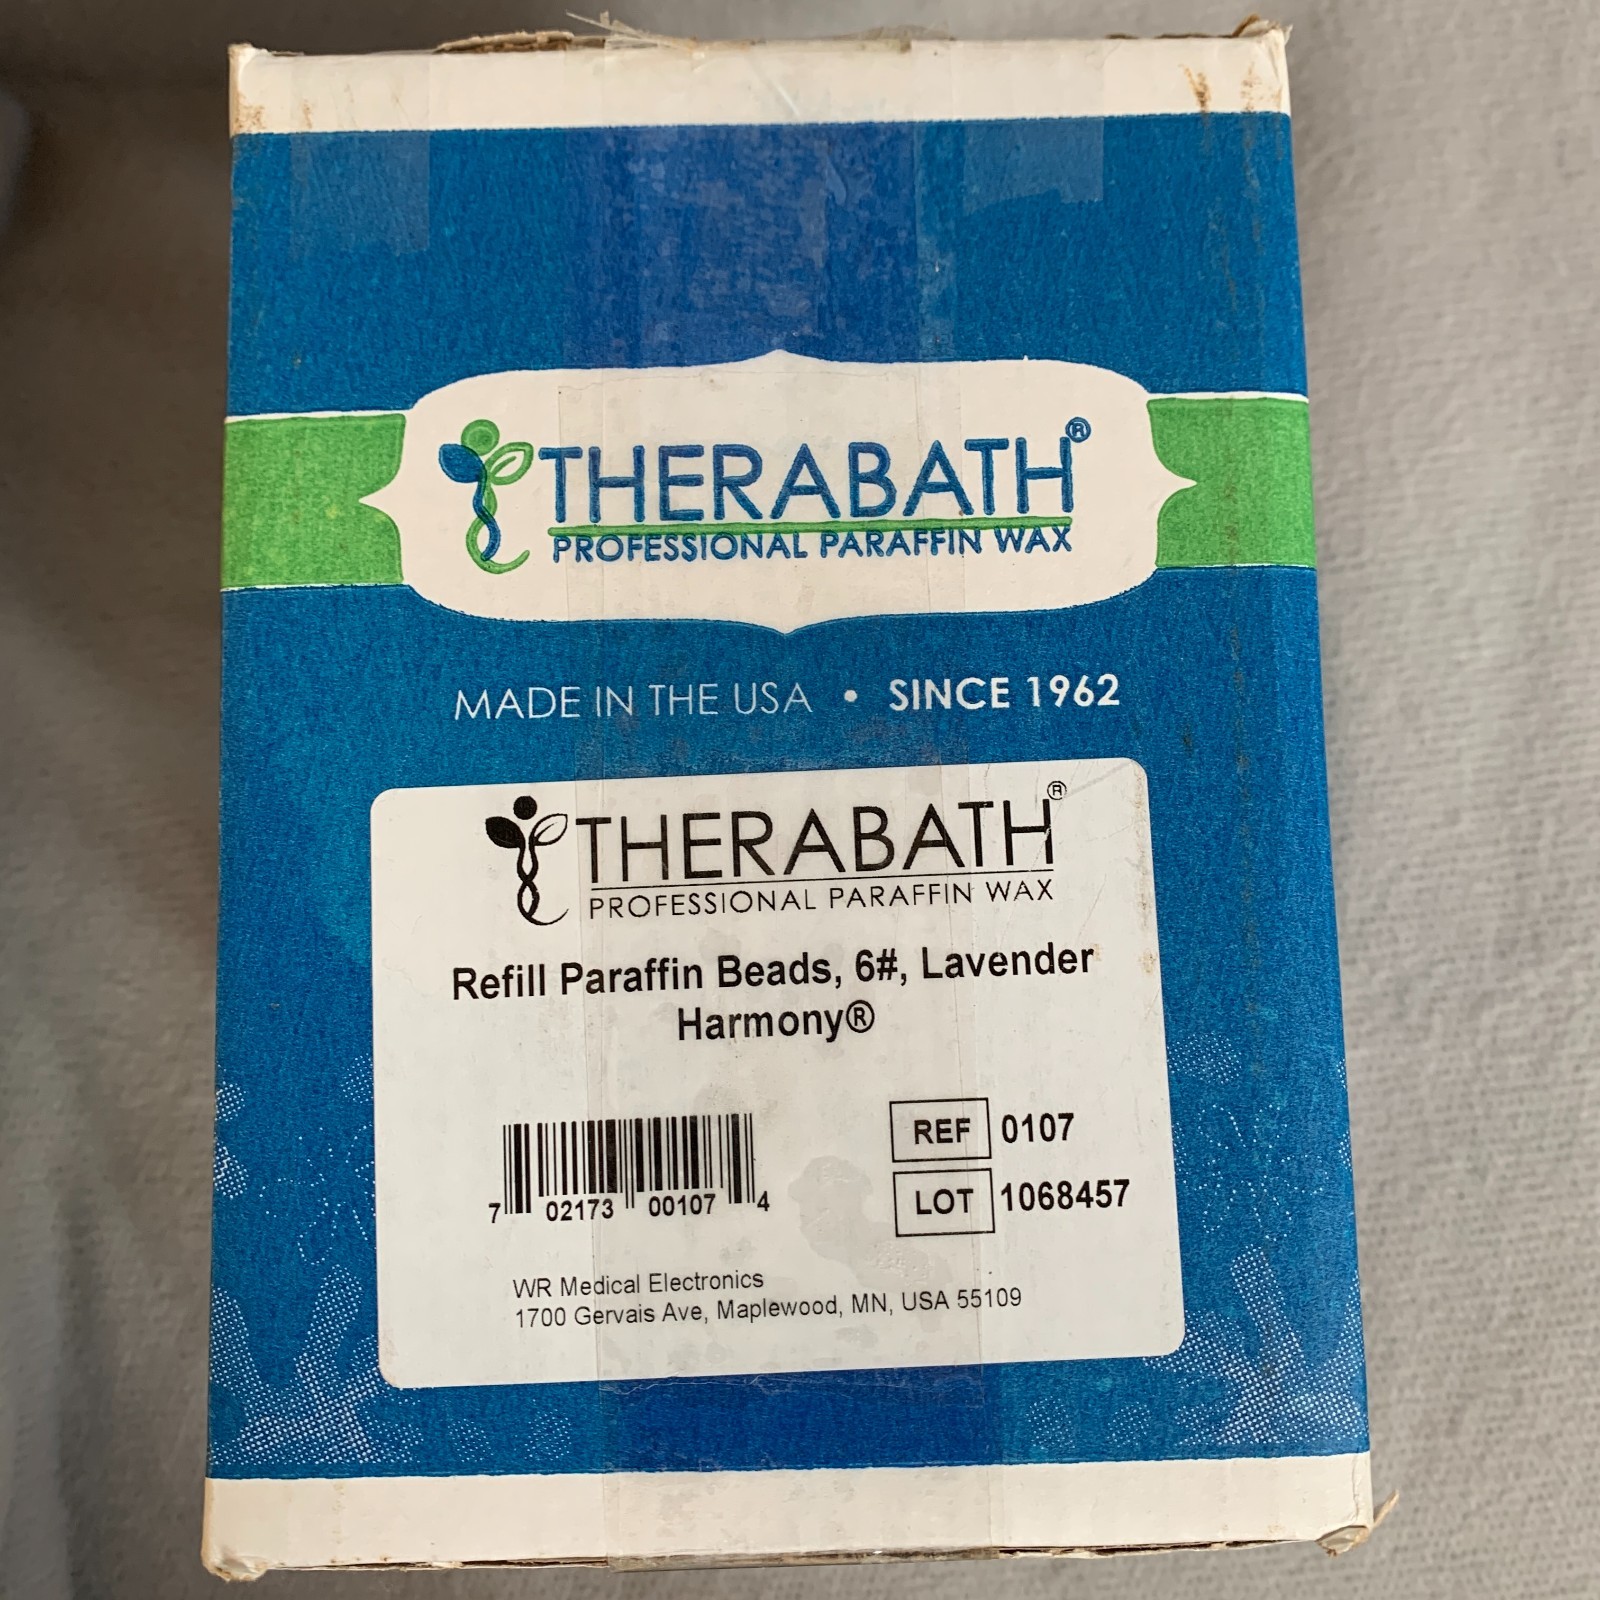 THERABATH®
PROFESSIONAL PARAFFIN WAX
MADE IN THE USA • SINCE 1962
THERABATH®
PROFESSIONAL PARAFFIN WAX
Refill Paraffin Beads, 6#, Lavender
Harmony®
REF 0107
LOT 1068457
7 02173 00107 4
WR Medical Electronics
1700 Gervais Ave, Maplewood, MN, USA 55109